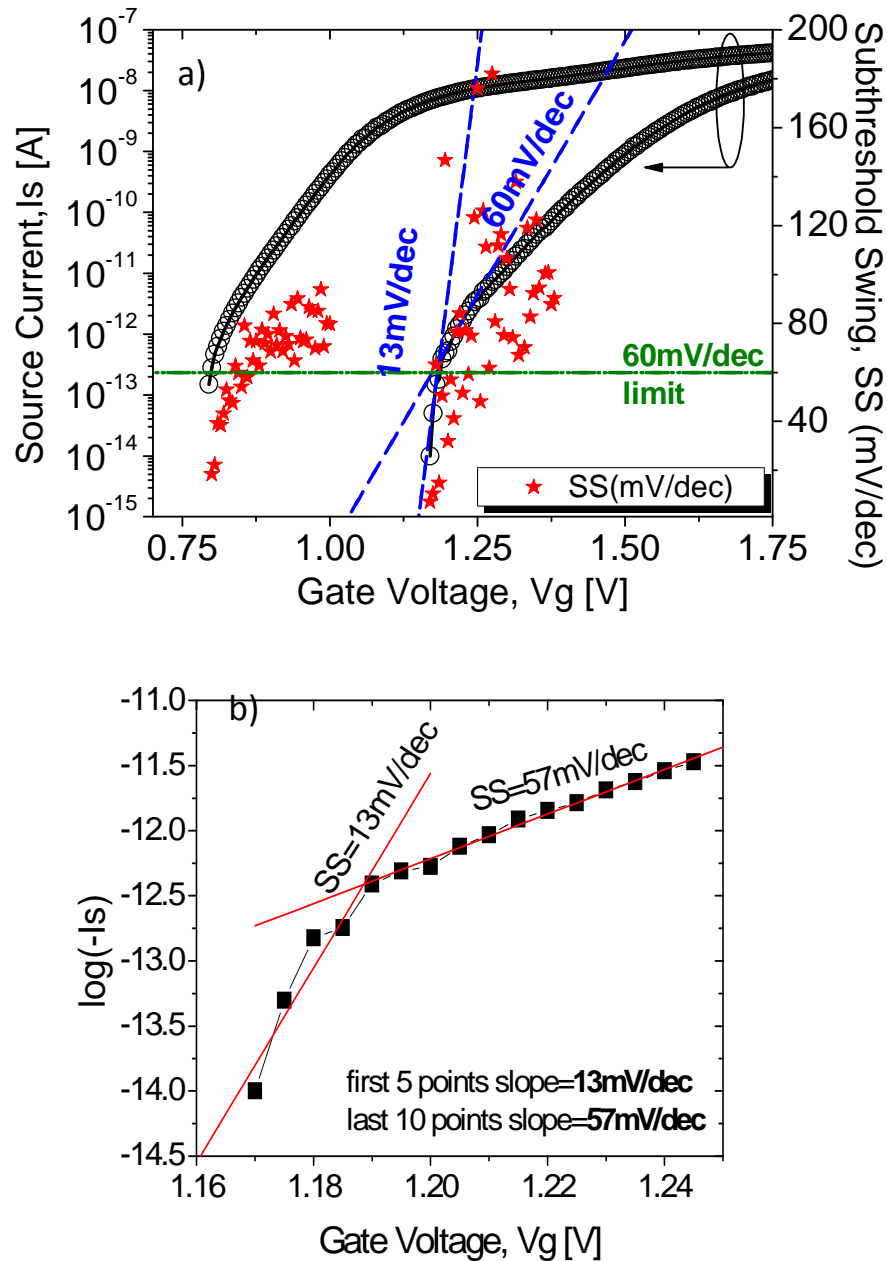 a)
10⁻⁷
10⁻⁸
10⁻⁹
10⁻¹⁰
10⁻¹¹
10⁻¹²
10⁻¹³
10⁻¹⁴
10⁻¹⁵
Source Current,Is [A]
0.75 1.00 1.25 1.50 1.75
Gate Voltage, Vg [V]
200
160
120
80
40
Subthreshold Swing, SS (mV/dec)
13mV/dec
60mV/dec
60mV/dec
limit
SS(mV/dec)
b)
-11.0
-11.5
-12.0
-12.5
-13.0
-13.5
-14.0
-14.5
log(-Is)
SS=13mV/dec
SS=57mV/dec
first 5 points slope=13mV/dec
last 10 points slope=57mV/dec
1.16 1.18 1.20 1.22 1.24
Gate Voltage, Vg [V]